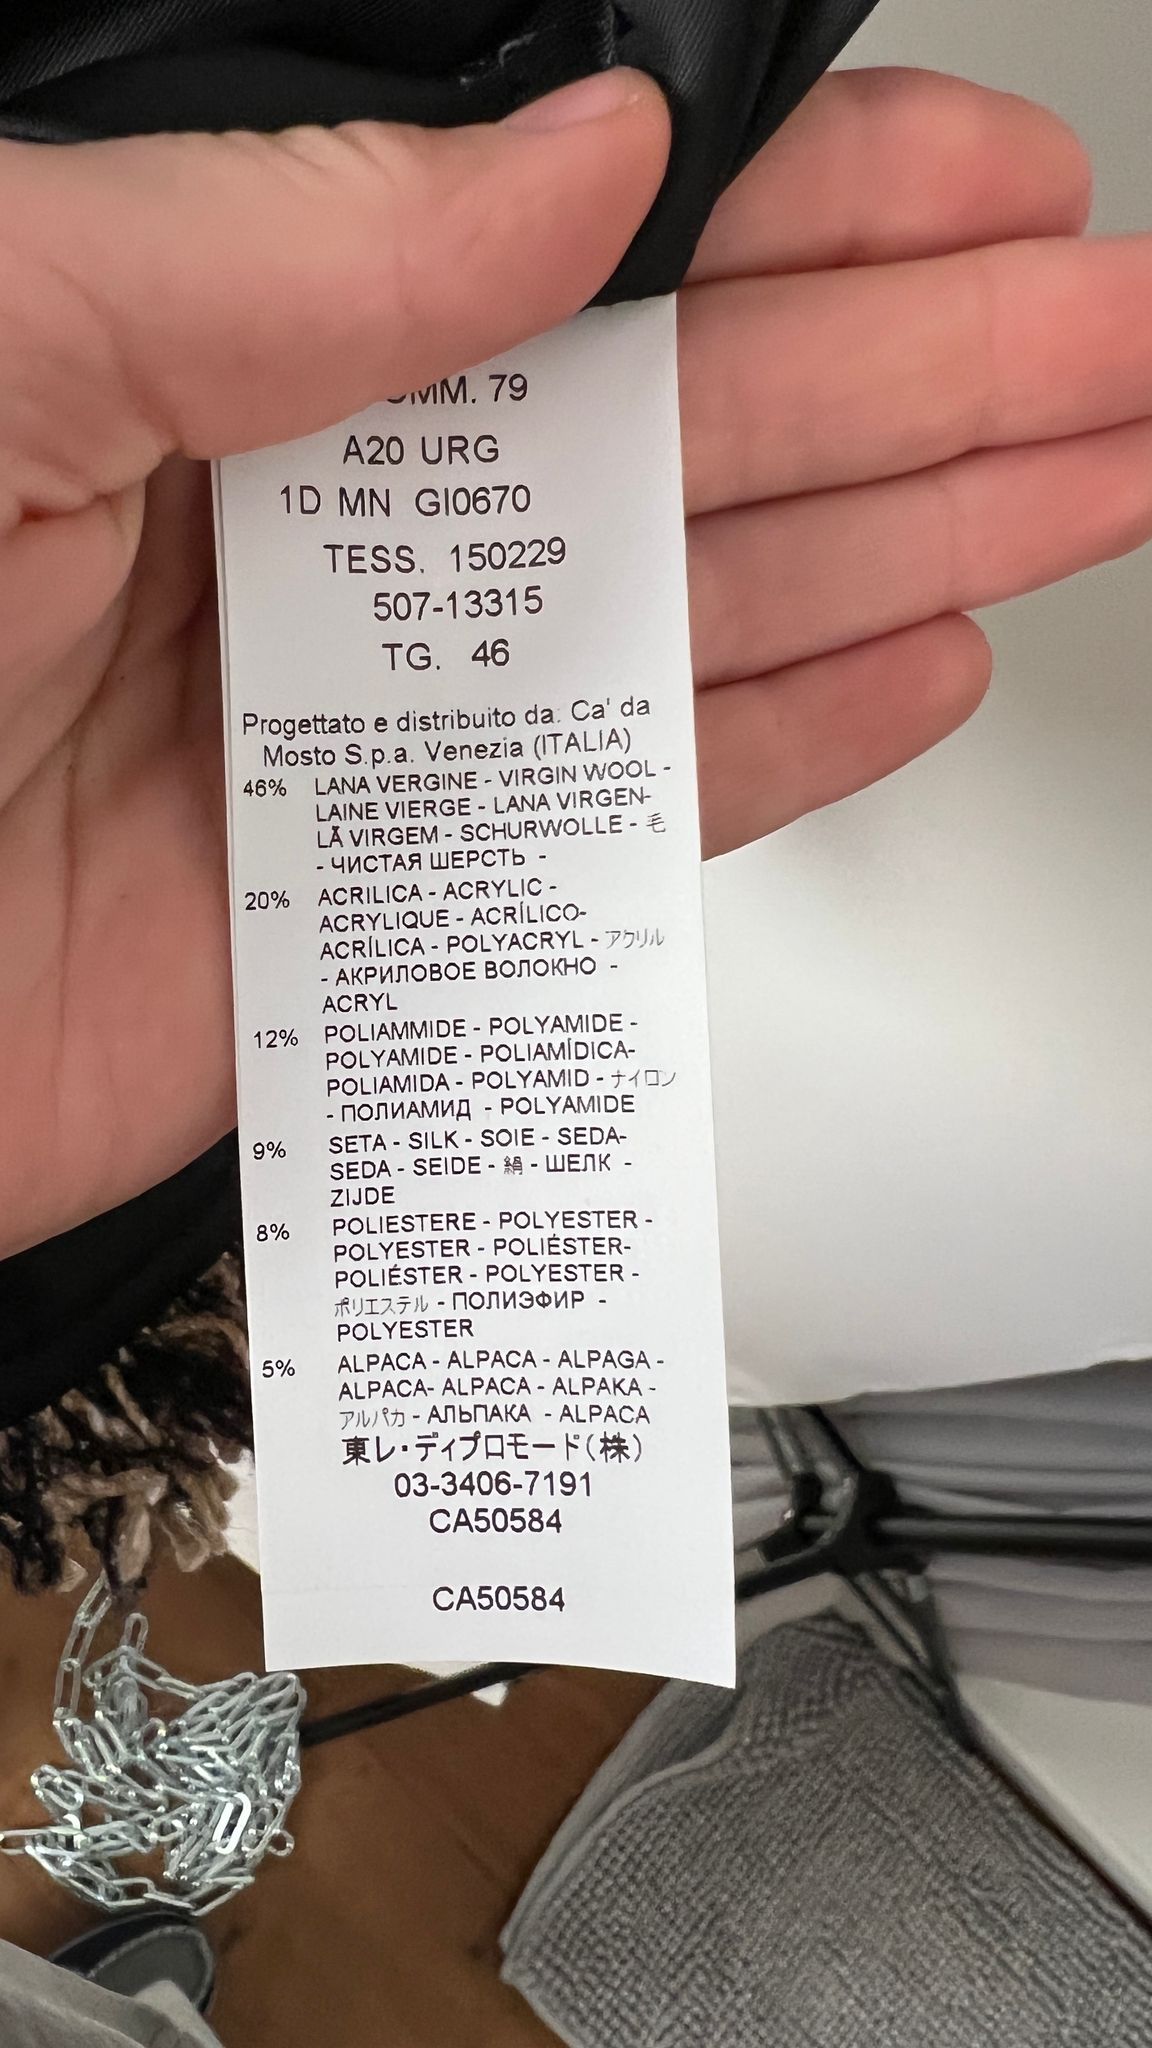 OMM. 79
A20 URG
1D MN GI0670
TESS. 150229
507-13315
TG. 46
Progettato e distribuito da: Ca' da
Mosto S.p.a. Venezia (ITALIA)
46% LANA VERGINE - VIRGIN WOOL -
LAINE VIERGE - LANA VIRGEN-
LÃ VIRGEM - SCHURWOLLE - 毛
- ЧИСТАЯ ШЕРСТЬ -
20% ACRILICA - ACRYLIC -
ACRYLIQUE - ACRÍLICO-
ACRÍLICA - POLYACRYL - アクリル
- АКРИЛОВОЕ ВОЛОКНО -
ACRYL
12% POLIAMMIDE - POLYAMIDE -
POLYAMIDE - POLIAMÍDICA-
POLIAMIDA - POLYAMID - ナイロン
- ПОЛИАМИД - POLYAMIDE
9% SETA - SILK - SOIE - SEDA-
SEDA - SEIDE - 絹 - ШЕЛК -
ZIJDE
8% POLIESTERE - POLYESTER -
POLYESTER - POLIÉSTER-
POLIÉSTER - POLYESTER -
ポリエステル - ПОЛИЭФИР -
POLYESTER
5% ALPACA - ALPACA - ALPAGA -
ALPACA- ALPACA - ALPAKA -
アルパカ - АЛЬПАКА - ALPACA
東レ・ディプロモード(株)
03-3406-7191
CA50584
CA50584